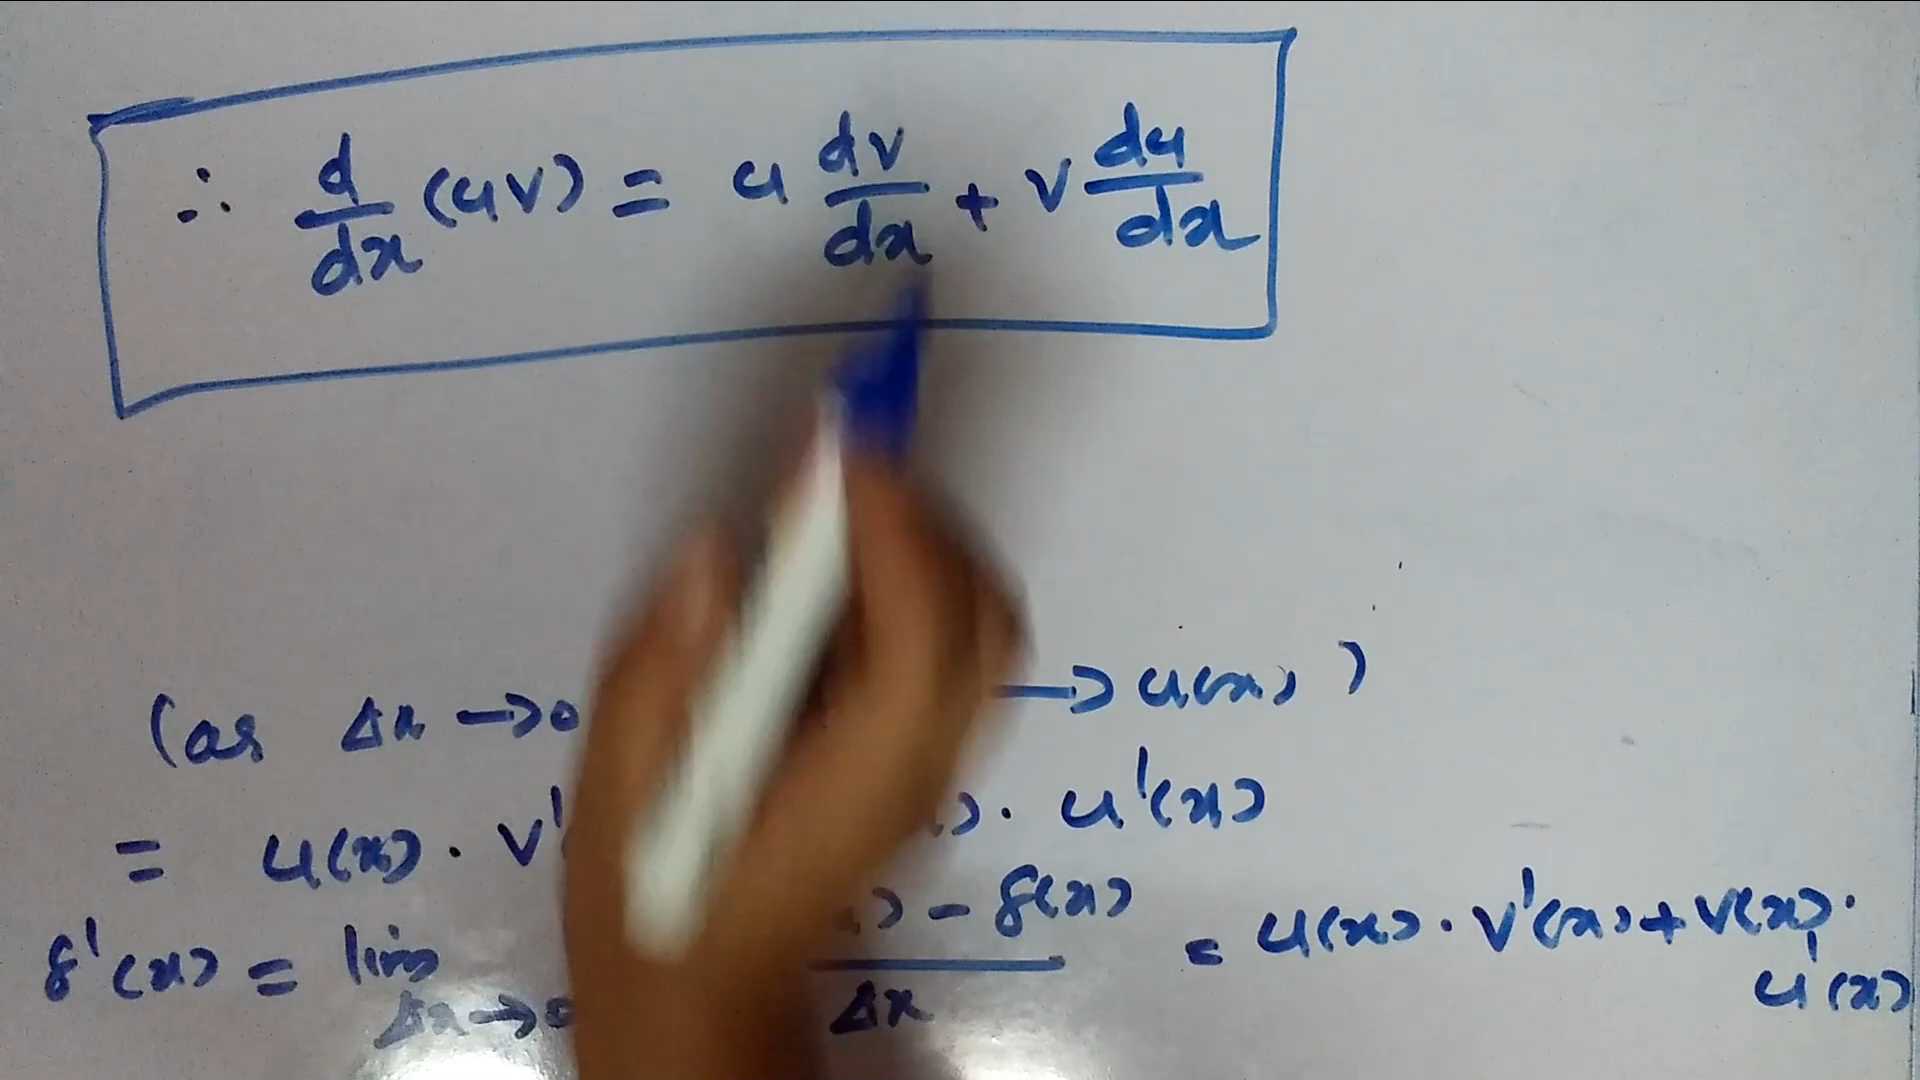 ∴ d/dx (uv) = u dv/dx + v du/dx
(as Δx → 0 → u(x))
= u(x) · v' ) · u'(x)
f'(x) = lim Δx→0 ) - f(x) / Δx = u(x) · v'(x) + v(x) ·
u'(x)